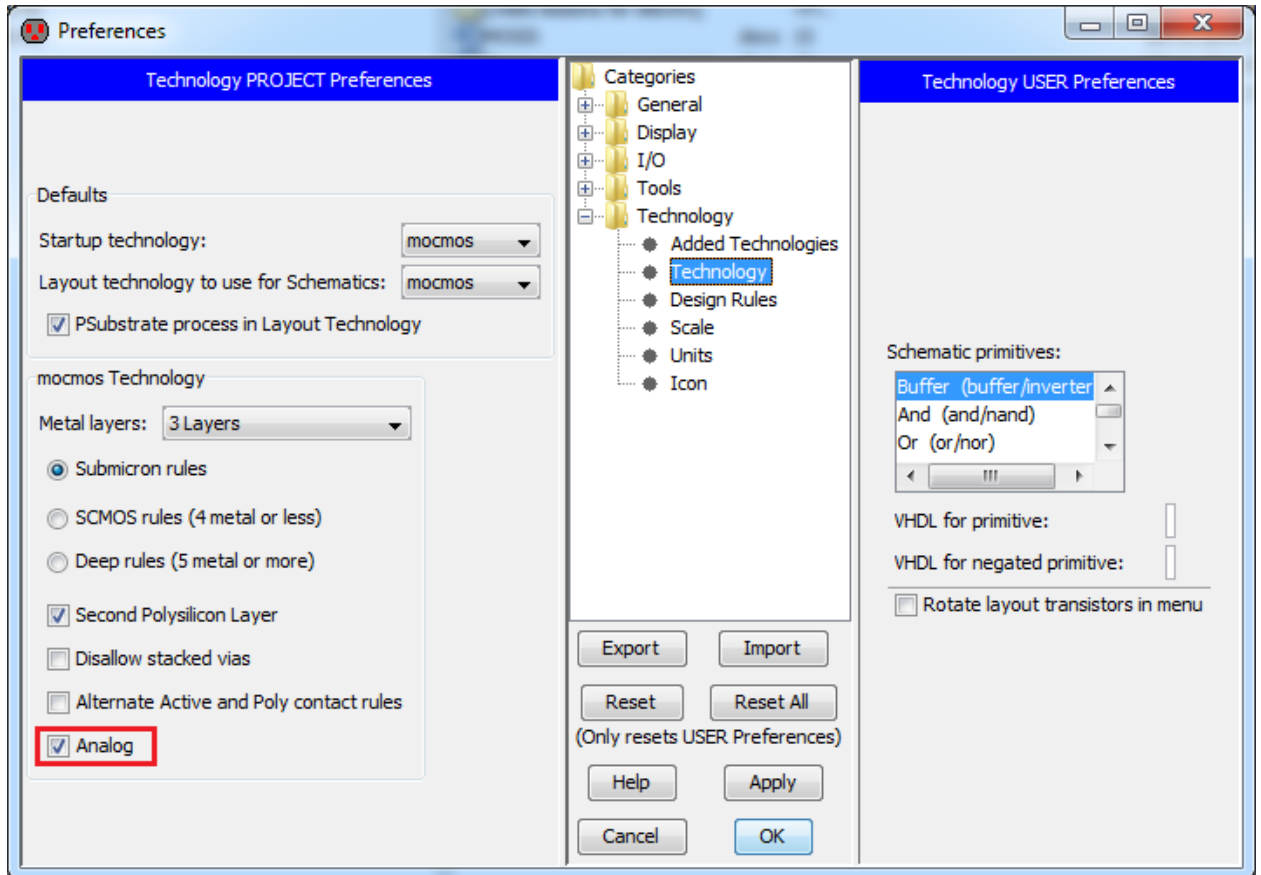 Preferences
Technology PROJECT Preferences
Defaults
Startup technology: mocmos
Layout technology to use for Schematics: mocmos
PSubstrate process in Layout Technology
mocmos Technology
Metal layers: 3 Layers
Submicron rules
SCMOS rules (4 metal or less)
Deep rules (5 metal or more)
Second Polysilicon Layer
Disallow stacked vias
Alternate Active and Poly contact rules
Analog
Categories
General
Display
I/O
Tools
Technology
Added Technologies
Technology
Design Rules
Scale
Units
Icon
Export Import
Reset Reset All
(Only resets USER Preferences)
Help Apply
Cancel OK
Technology USER Preferences
Schematic primitives:
Buffer (buffer/inverter
And (and/nand)
Or (or/nor)
VHDL for primitive:
VHDL for negated primitive:
Rotate layout transistors in menu